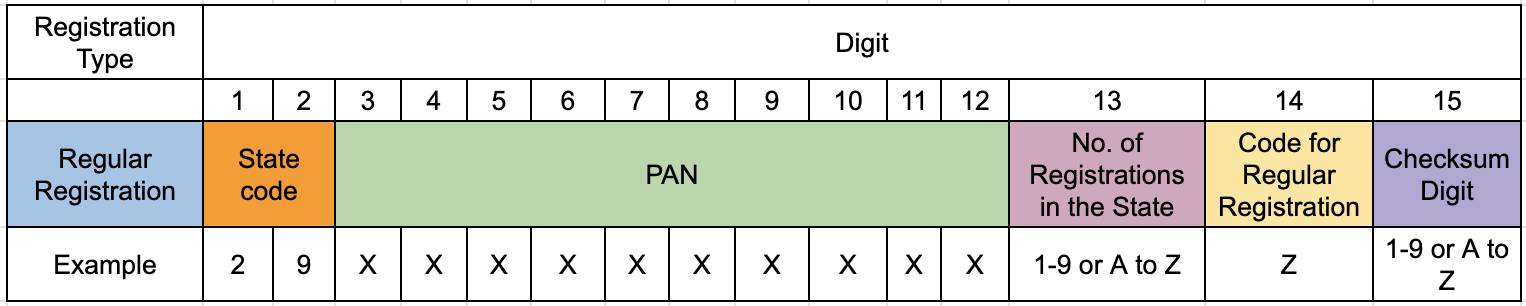 Registration
Type
Digit
1 2 3 4 5 6 7 8 9 10 11 12 13 14 15
Regular
Registration
State
code
PAN
No. of
Registrations
in the State
Code for
Regular
Registration
Checksum
Digit
Example 2 9 X X X X X X X X X X 1-9 or A to Z Z 1-9 or A to
Z